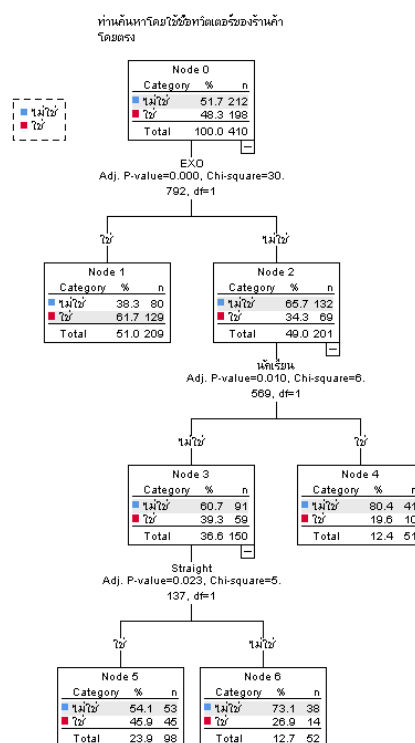 ท่านค้นหาโดยใช้ชื่อทวิตเตอร์ของร้านค้า
โดยตรง
ไม่ใช่
ใช่
Node 0
Category % n
ไม่ใช่ 51.7 212
ใช่ 48.3 198
Total 100.0 410
EXO
Adj. P-value=0.000, Chi-square=30.
792, df=1
ใช่
ไม่ใช่
Node 1
Category % n
ไม่ใช่ 38.3 80
ใช่ 61.7 129
Total 51.0 209
Node 2
Category % n
ไม่ใช่ 65.7 132
ใช่ 34.3 69
Total 49.0 201
นักเรียน
Adj. P-value=0.010, Chi-square=6.
569, df=1
ไม่ใช่
ใช่
Node 3
Category % n
ไม่ใช่ 60.7 91
ใช่ 39.3 59
Total 36.6 150
Node 4
Category % n
ไม่ใช่ 80.4 41
ใช่ 19.6 10
Total 12.4 51
Straight
Adj. P-value=0.023, Chi-square=5.
137, df=1
ใช่
ไม่ใช่
Node 5
Category % n
ไม่ใช่ 54.1 53
ใช่ 45.9 45
Total 23.9 98
Node 6
Category % n
ไม่ใช่ 73.1 38
ใช่ 26.9 14
Total 12.7 52